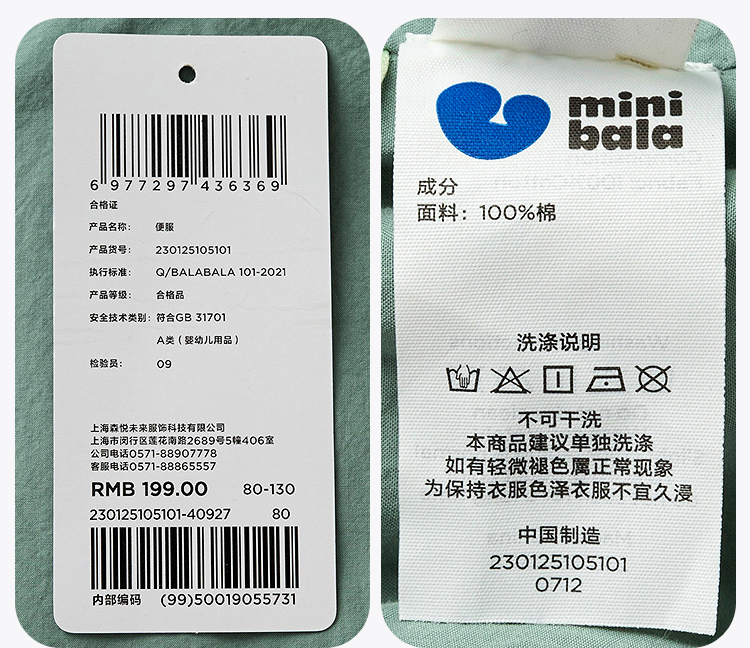 6 977297 436369
合格证
产品名称: 便服
产品货号: 230125105101
执行标准: Q/BALABALA 101-2021
产品等级: 合格品
安全技术类别: 符合GB 31701
A类 (婴幼儿用品)
检验员: 09
上海森悦未来服饰科技有限公司
上海市闵行区莲花南路2689号5幢406室
公司电话0571-88907778
客服电话0571-88865557
RMB 199.00 80-130
230125105101-40927 80
内部编码 (99)50019055731
mini
bala
成分
面料: 100%棉
洗涤说明
不可干洗
本商品建议单独洗涤
如有轻微褪色属正常现象
为保持衣服色泽衣服不宜久浸
中国制造
230125105101
0712